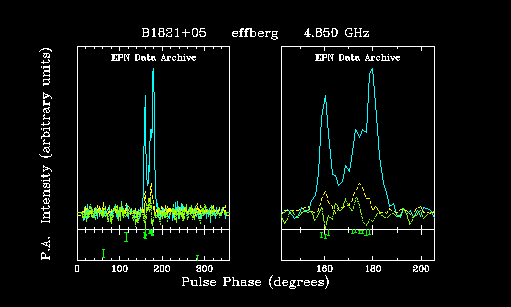 B1821+05 effberg 4.850 GHz
EPN Data Archive EPN Data Archive
P.A. Intensity (arbitrary units)
0 100 200 300 160 180 200
Pulse Phase (degrees)